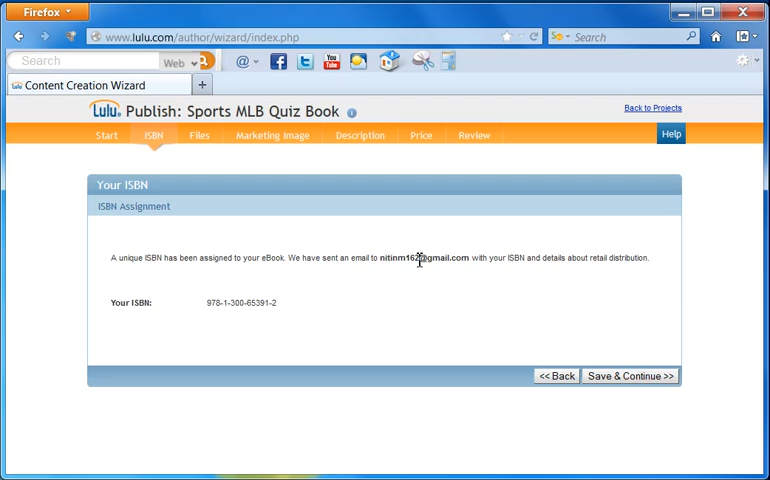 Firefox
www.lulu.com/author/wizard/index.php
Search
Search
Web
Content Creation Wizard
Lulu. Publish: Sports MLB Quiz Book
Back to Projects
Start ISBN Files Marketing Image Description Price Review Help
Your ISBN
ISBN Assignment
A unique ISBN has been assigned to your eBook. We have sent an email to nitinm162@gmail.com with your ISBN and details about retail distribution.
Your ISBN: 978-1-300-65391-2
<< Back Save & Continue >>